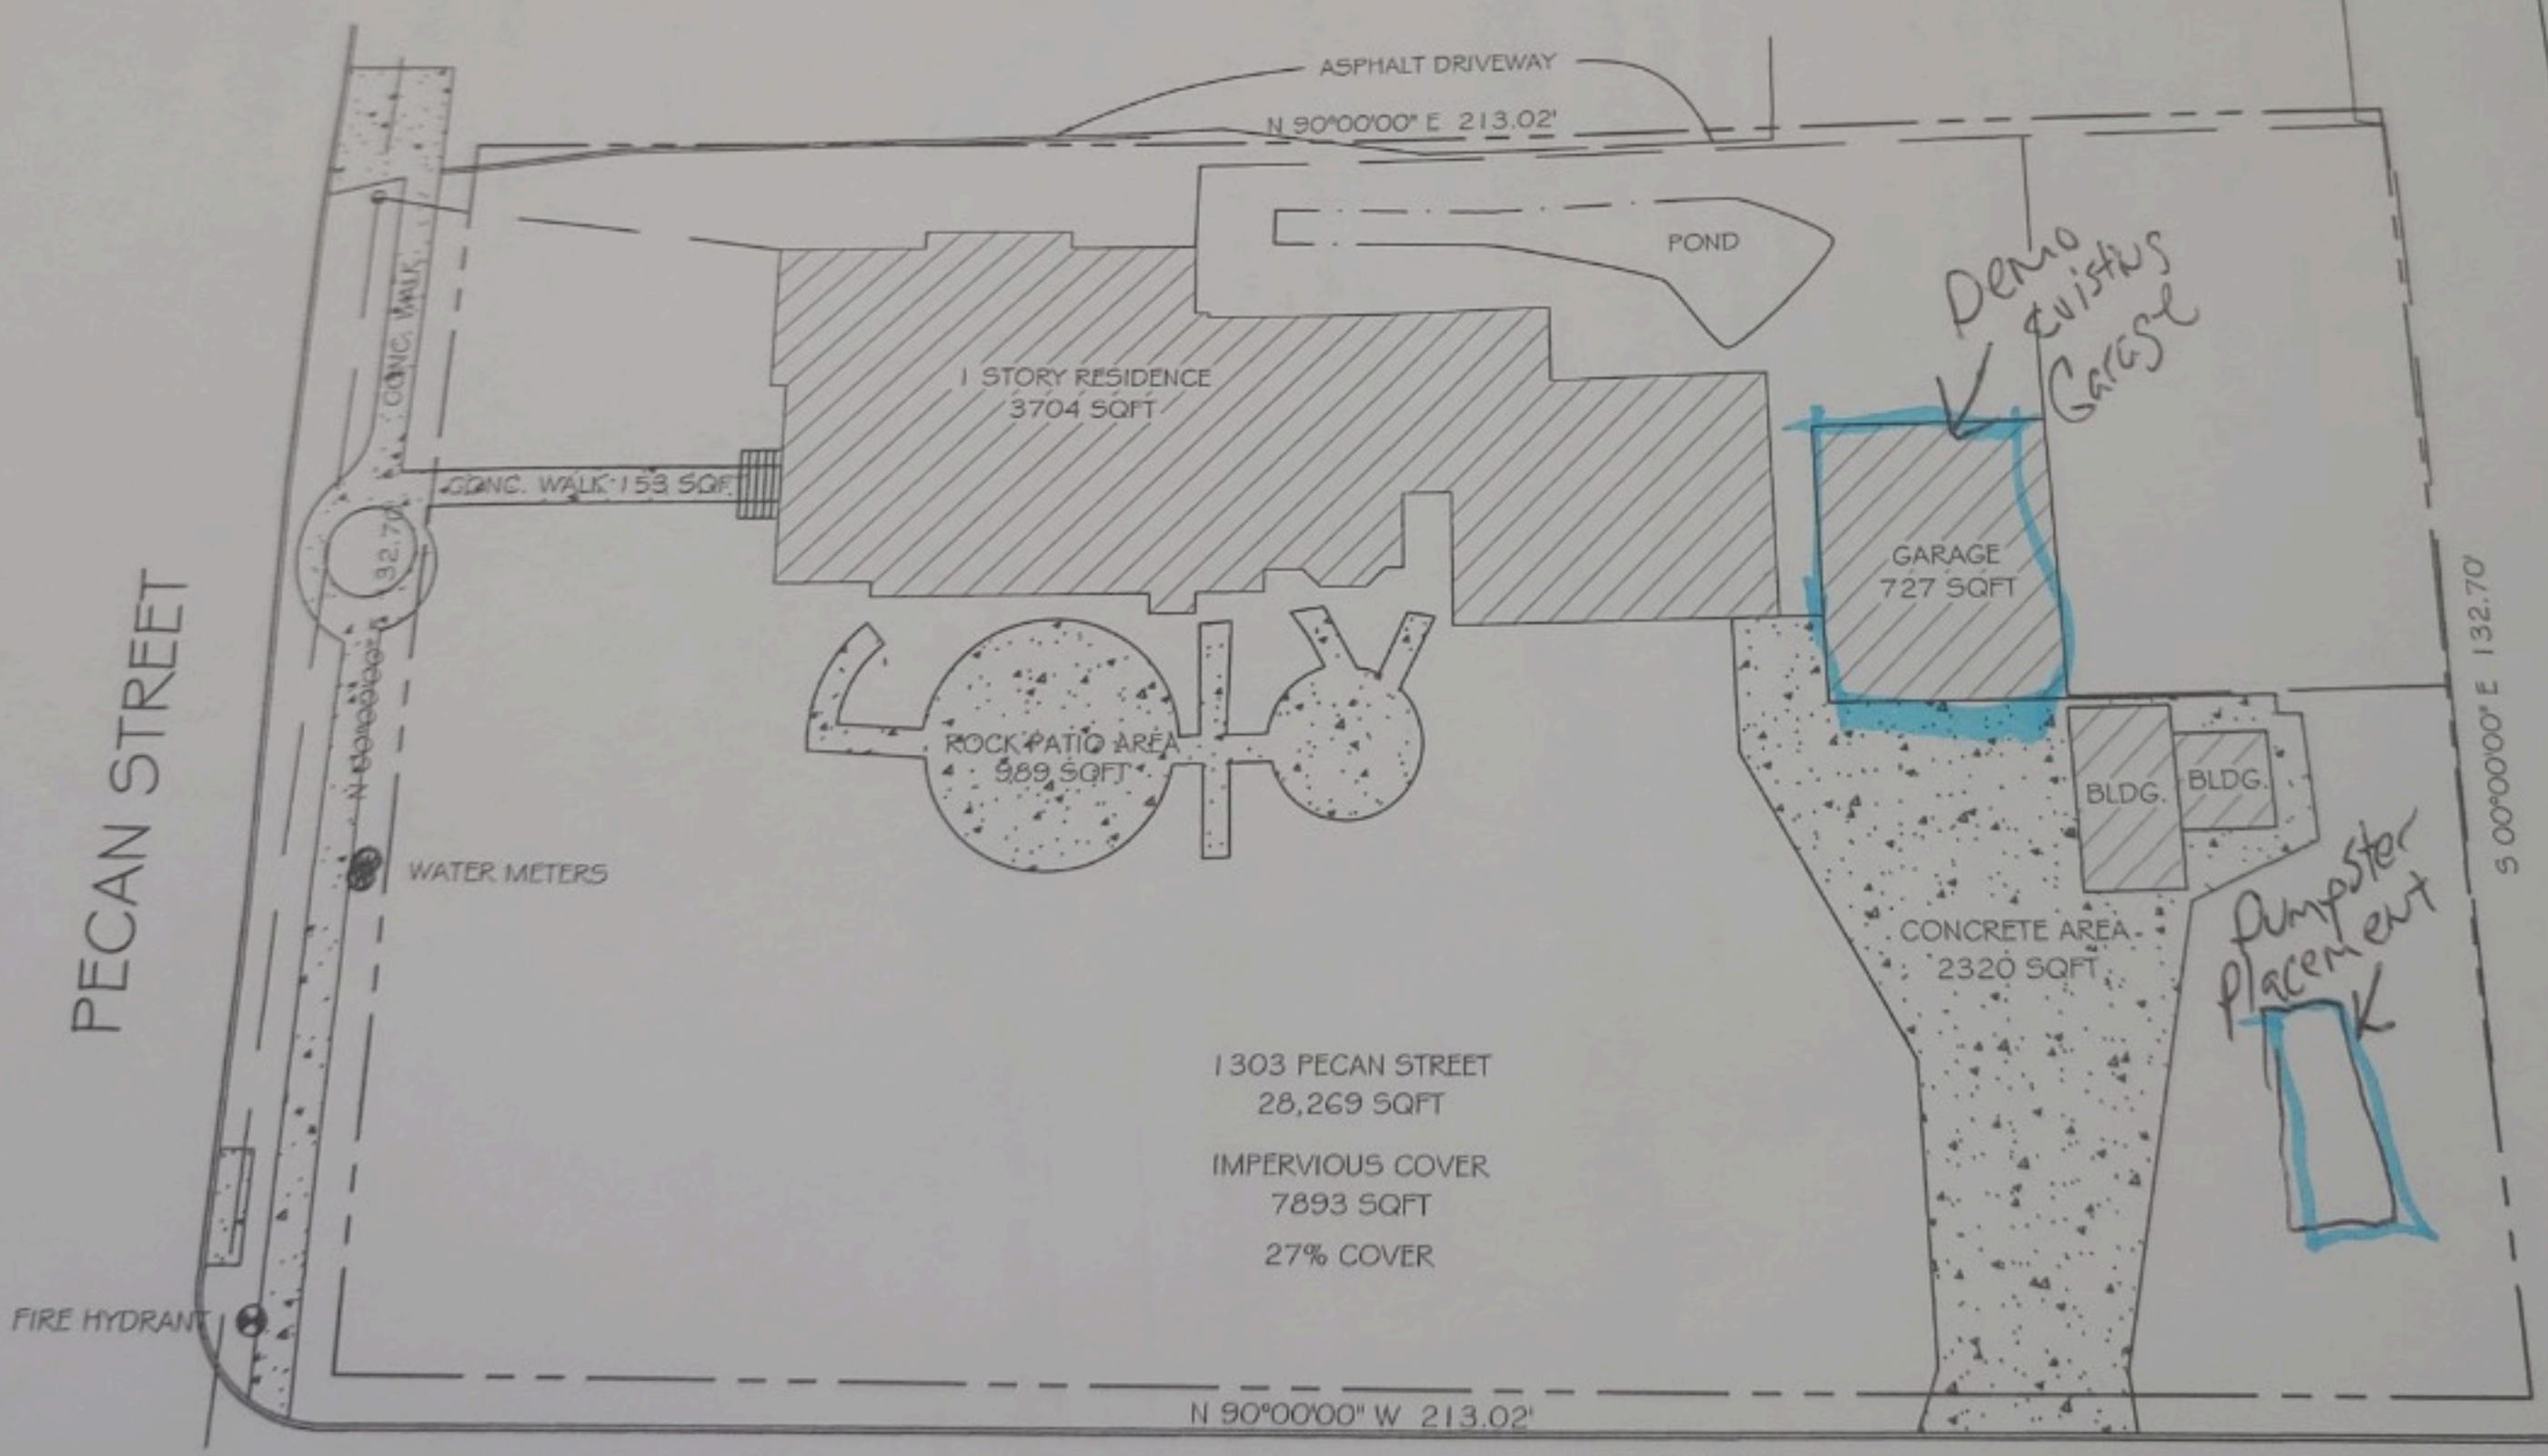 ASPHALT DRIVEWAY
N 90°00'00" E 213.02'
POND
Demo
Existing
Garage
CONC. WALK
1 STORY RESIDENCE
3704 SQFT
CONC. WALK 153 SQFT
32.70
GARAGE
727 SQFT
N 00°00'00"
S 00°00'00" E 132.70'
PECAN STREET
ROCK PATIO AREA
989 SQFT
BLDG.
BLDG.
WATER METERS
Dumpster
Placement
CONCRETE AREA
2320 SQFT
1303 PECAN STREET
28,269 SQFT
IMPERVIOUS COVER
7893 SQFT
27% COVER
FIRE HYDRANT
N 90°00'00" W 213.02'